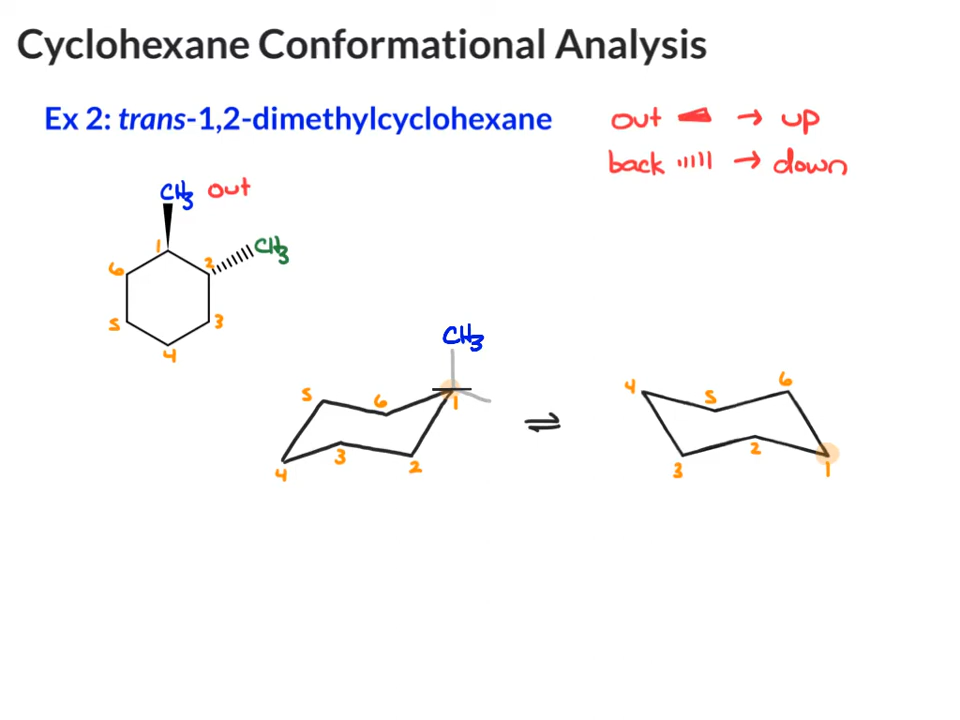 Cyclohexane Conformational Analysis
Ex 2: trans-1,2-dimethylcyclohexane
out → up
back → down
CH3 out
1
2 CH3
6
5
3
4
CH3
5
6
1
3
2
4
⇌
4
5
6
2
3
1